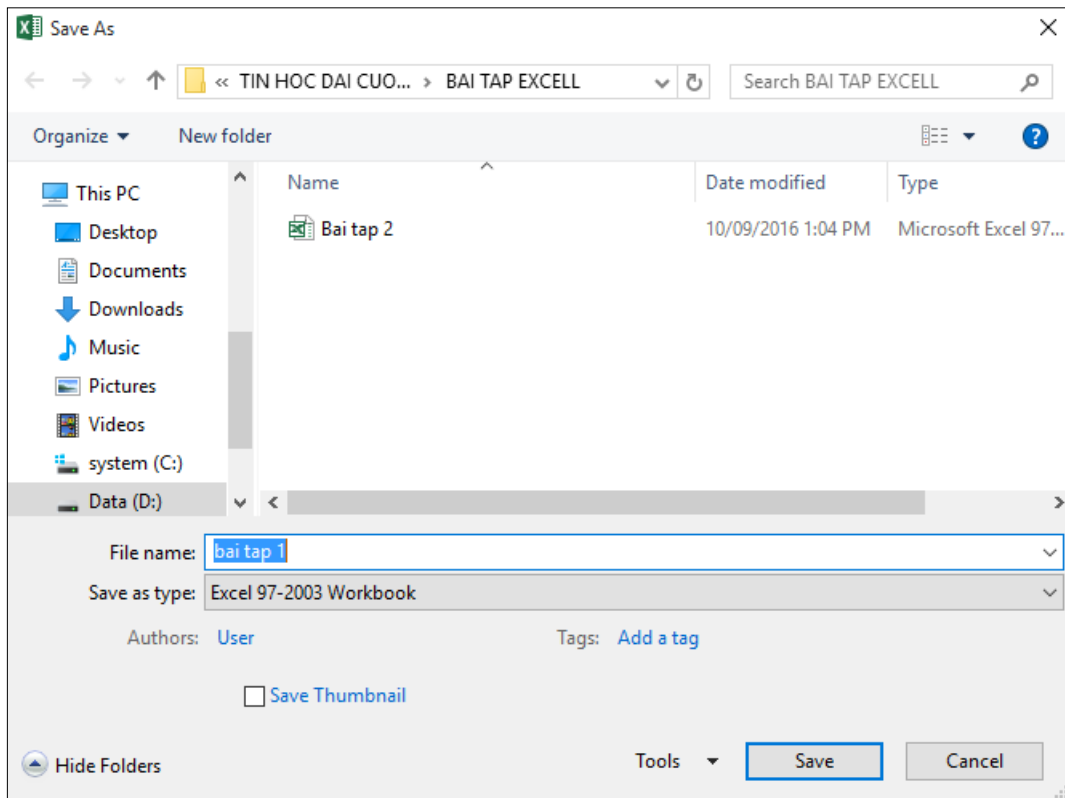 Save As
« TIN HOC DAI CUO... › BAI TAP EXCELL
Search BAI TAP EXCELL
Organize
New folder
?
This PC
Desktop
Documents
Downloads
Music
Pictures
Videos
system (C:)
Data (D:)
Name Date modified Type
Bai tap 2 10/09/2016 1:04 PM Microsoft Excel 97...
File name: bai tap 1
Save as type: Excel 97-2003 Workbook
Authors: User Tags: Add a tag
Save Thumbnail
Hide Folders Tools Save Cancel